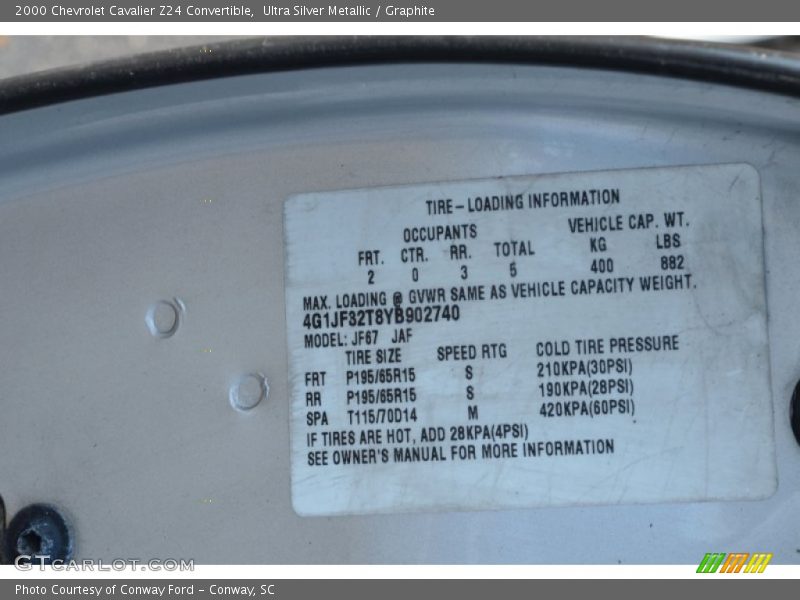 2000 Chevrolet Cavalier Z24 Convertible,  Ultra Silver Metallic / Graphite
TIRE-LOADING INFORMATION
OCCUPANTS VEHICLE CAP. WT.
FRT. CTR. RR. TOTAL KG LBS
2 0 3 5 400 882
MAX. LOADING @ GVWR SAME AS VEHICLE CAPACITY WEIGHT.
4G1JF32T8YB902740
MODEL: JF67 JAF
TIRE SIZE SPEED RTG COLD TIRE PRESSURE
FRT P195/65R15 S 210KPA(30PSI)
RR P195/65R15 S 190KPA(28PSI)
SPA T115/70D14 M 420KPA(60PSI)
IF TIRES ARE HOT, ADD 28KPA(4PSI)
SEE OWNER'S MANUAL FOR MORE INFORMATION
GTCARLOT.COM
Photo Courtesy of Conway Ford - Conway, SC